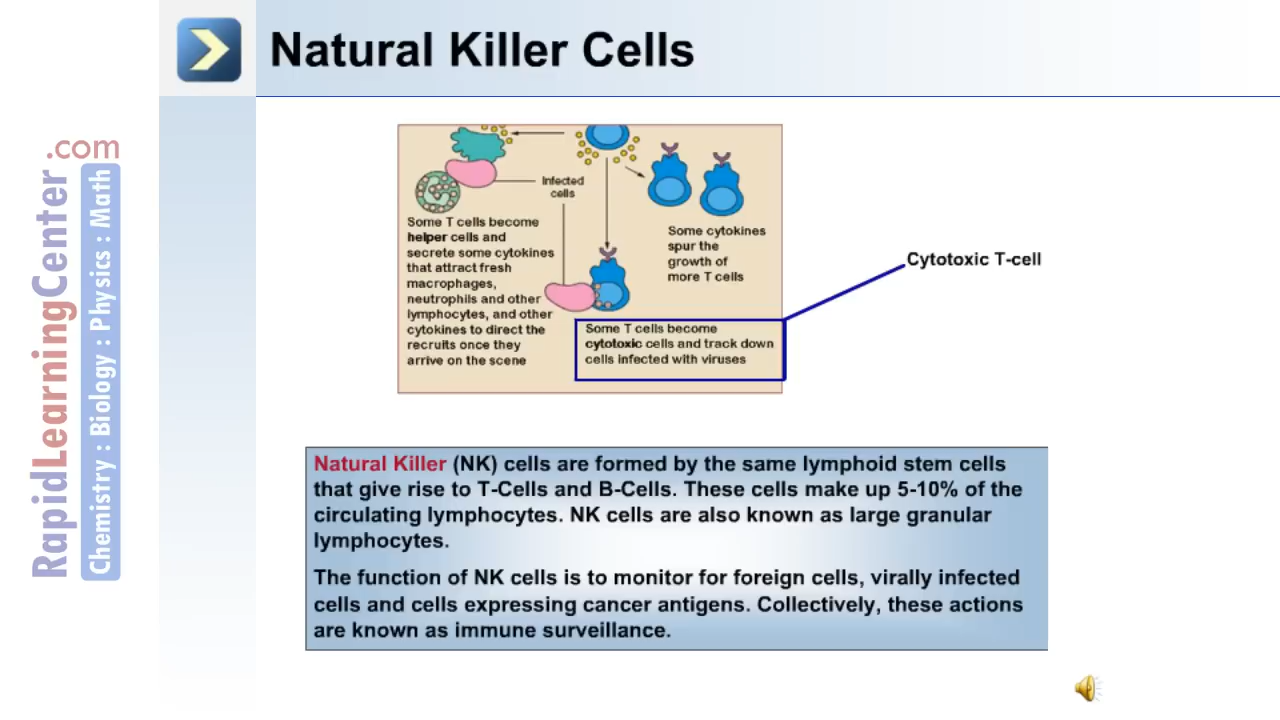 Natural Killer Cells
RapidLearningCenter.com
Chemistry : Biology : Physics : Math
Infected
cells
Some T cells become
helper cells and
secrete some cytokines
that attract fresh
macrophages,
neutrophils and other
lymphocytes, and other
cytokines to direct the
recruits once they
arrive on the scene
Some cytokines
spur the
growth of
more T cells
Some T cells become
cytotoxic cells and track down
cells infected with viruses
Cytotoxic T-cell
Natural Killer (NK) cells are formed by the same lymphoid stem cells
that give rise to T-Cells and B-Cells. These cells make up 5-10% of the
circulating lymphocytes. NK cells are also known as large granular
lymphocytes.
The function of NK cells is to monitor for foreign cells, virally infected
cells and cells expressing cancer antigens. Collectively, these actions
are known as immune surveillance.